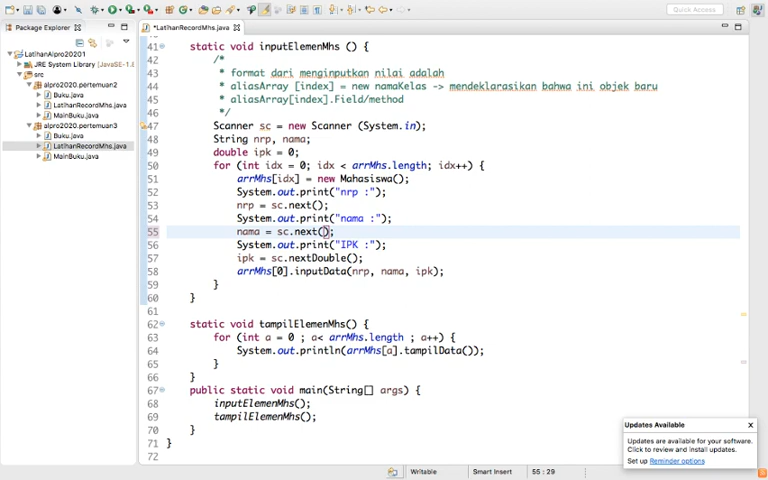 Quick Access
Package Explorer
*LatihanRecordMhs.java
LatihanAlpro20201
JRE System Library [JavaSE-1.8
src
alpro2020.pertemuan2
Buku.java
LatihanRecordMhs.java
MainBuku.java
alpro2020.pertemuan3
Buku.java
LatihanRecordMhs.java
MainBuku.java
41 static void inputElemenMhs () {
42 /*
43 * format dari menginputkan nilai adalah
44 * aliasArray [index] = new namaKelas -> mendeklarasikan bahwa ini objek baru
45 * aliasArray[index].Field/method
46 */
47 Scanner sc = new Scanner (System.in);
48 String nrp, nama;
49 double ipk = 0;
50 for (int idx = 0; idx < arrMhs.length; idx++) {
51 arrMhs[idx] = new Mahasiswa();
52 System.out.print("nrp :");
53 nrp = sc.next();
54 System.out.print("nama :");
55 nama = sc.next();
56 System.out.print("IPK :");
57 ipk = sc.nextDouble();
58 arrMhs[0].inputData(nrp, nama, ipk);
59 }
60 }
61
62 static void tampilElemenMhs() {
63 for (int a = 0 ; a< arrMhs.length ; a++) {
64 System.out.println(arrMhs[a].tampilData());
65 }
66 }
67 public static void main(String[] args) {
68 inputElemenMhs();
69 tampilElemenMhs();
70 }
71 }
72
Updates Available X
Updates are available for your software.
Click to review and install updates.
Set up Reminder options
Writable
Smart Insert
55 : 29